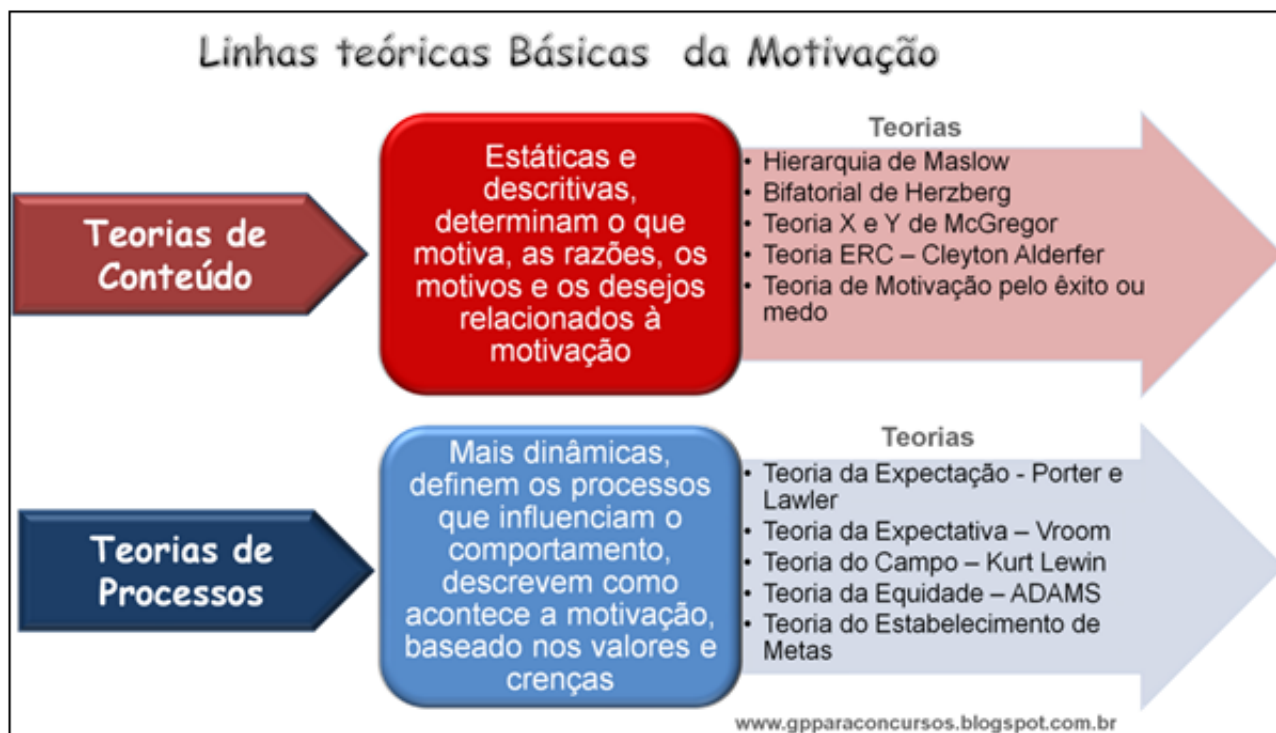 Linhas teóricas Básicas da Motivação
Teorias de
Conteúdo
Estáticas e
descritivas,
determinam o que
motiva, as razões, os
motivos e os desejos
relacionados à
motivação
Teorias
• Hierarquia de Maslow
• Bifatorial de Herzberg
• Teoria X e Y de McGregor
• Teoria ERC – Cleyton Alderfer
• Teoria de Motivação pelo êxito ou
medo
Teorias de
Processos
Mais dinâmicas,
definem os processos
que influenciam o
comportamento,
descrevem como
acontece a motivação,
baseado nos valores e
crenças
Teorias
• Teoria da Expectação - Porter e
Lawler
• Teoria da Expectativa – Vroom
• Teoria do Campo – Kurt Lewin
• Teoria da Equidade – ADAMS
• Teoria do Estabelecimento de
Metas
www.gpparaconcursos.blogspot.com.br